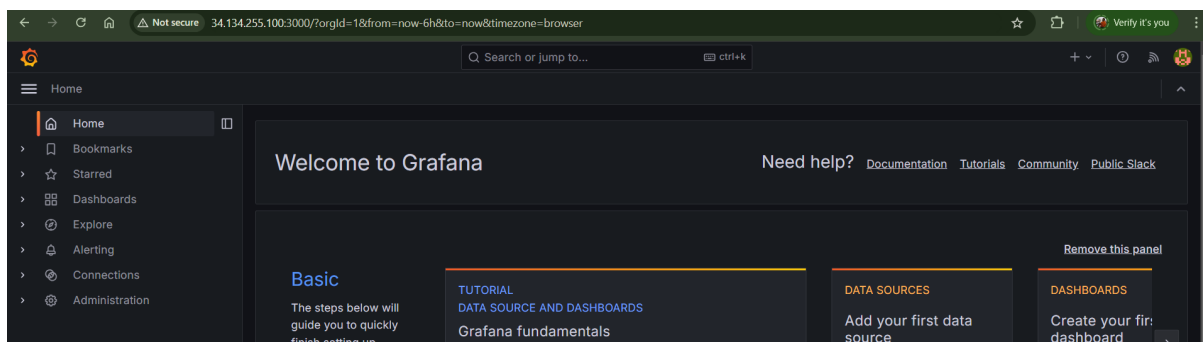 Not secure 34.134.255.100:3000/?orgId=1&from=now-6h&to=now&timezone=browser Verify it's you
Search or jump to... ctrl+k
Home
Home
Bookmarks
Starred
Dashboards
Explore
Alerting
Connections
Administration
Welcome to Grafana
Need help? Documentation Tutorials Community Public Slack
Remove this panel
Basic
The steps below will
guide you to quickly
finish setting up
TUTORIAL
DATA SOURCE AND DASHBOARDS
Grafana fundamentals
DATA SOURCES
Add your first data
source
DASHBOARDS
Create your firs
dashboard